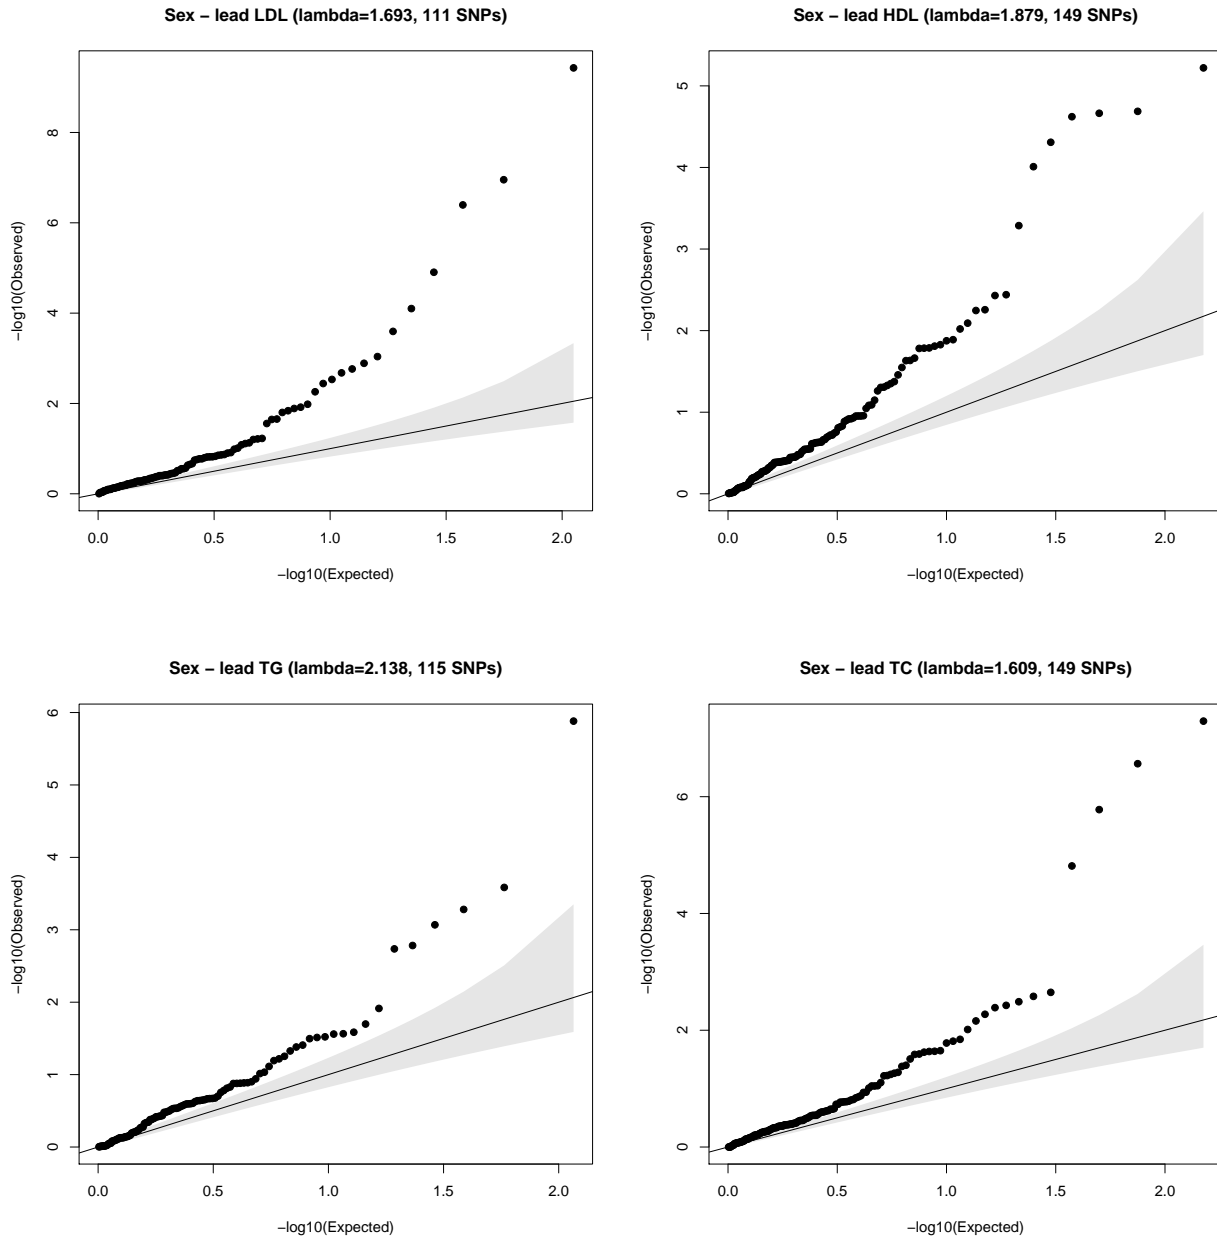 Sex − lead LDL (lambda=1.693, 111 SNPs)
8
6
4
2
0
−log10(Observed)
0.0 0.5 1.0 1.5 2.0
−log10(Expected)
Sex − lead HDL (lambda=1.879, 149 SNPs)
5
4
3
2
1
0
−log10(Observed)
0.0 0.5 1.0 1.5 2.0
−log10(Expected)
Sex − lead TG (lambda=2.138, 115 SNPs)
6
5
4
3
2
1
0
−log10(Observed)
0.0 0.5 1.0 1.5 2.0
−log10(Expected)
Sex − lead TC (lambda=1.609, 149 SNPs)
6
4
2
0
−log10(Observed)
0.0 0.5 1.0 1.5 2.0
−log10(Expected)